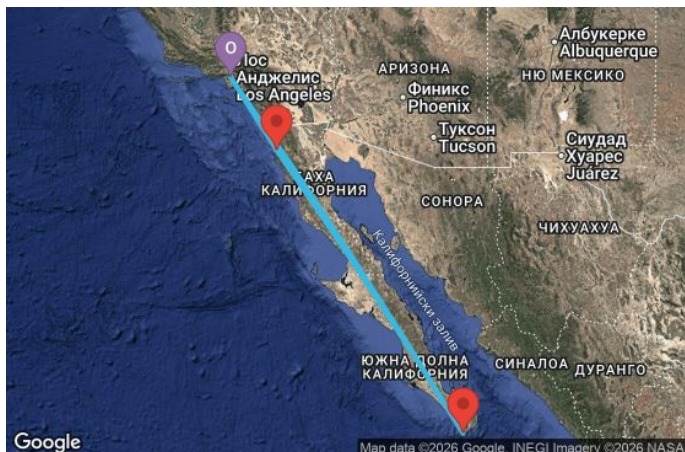 O
Лос
Анджелис
Los Angeles
АРИЗОНА
Албукерке
Albuquerque
НЮ МЕКСИКО
Финикс
Phoenix
Туксон
Tucson
Сиудад
Хуарес
Juárez
БАХА
КАЛИФОРНИЯ
СОНОРА
ЧИХУАХУА
Калифорнийски залив
ЮЖНА ДОЛНА
КАЛИФОРНИЯ
СИНАЛОА
ДУРАНГО
Google
Map data ©2026 Google, INEGI Imagery ©2026 NASA